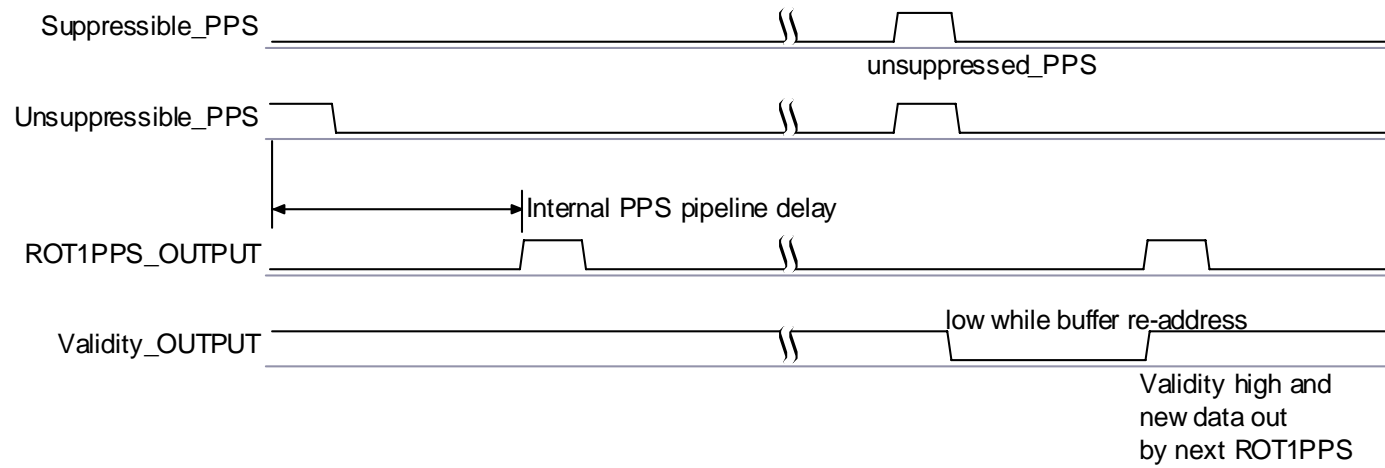 Suppressible_PPS
unsuppressed_PPS
Unsuppressible_PPS
Internal PPS pipeline delay
ROT1PPS_OUTPUT
low while buffer re-address
Validity_OUTPUT
Validity high and
new data out
by next ROT1PPS